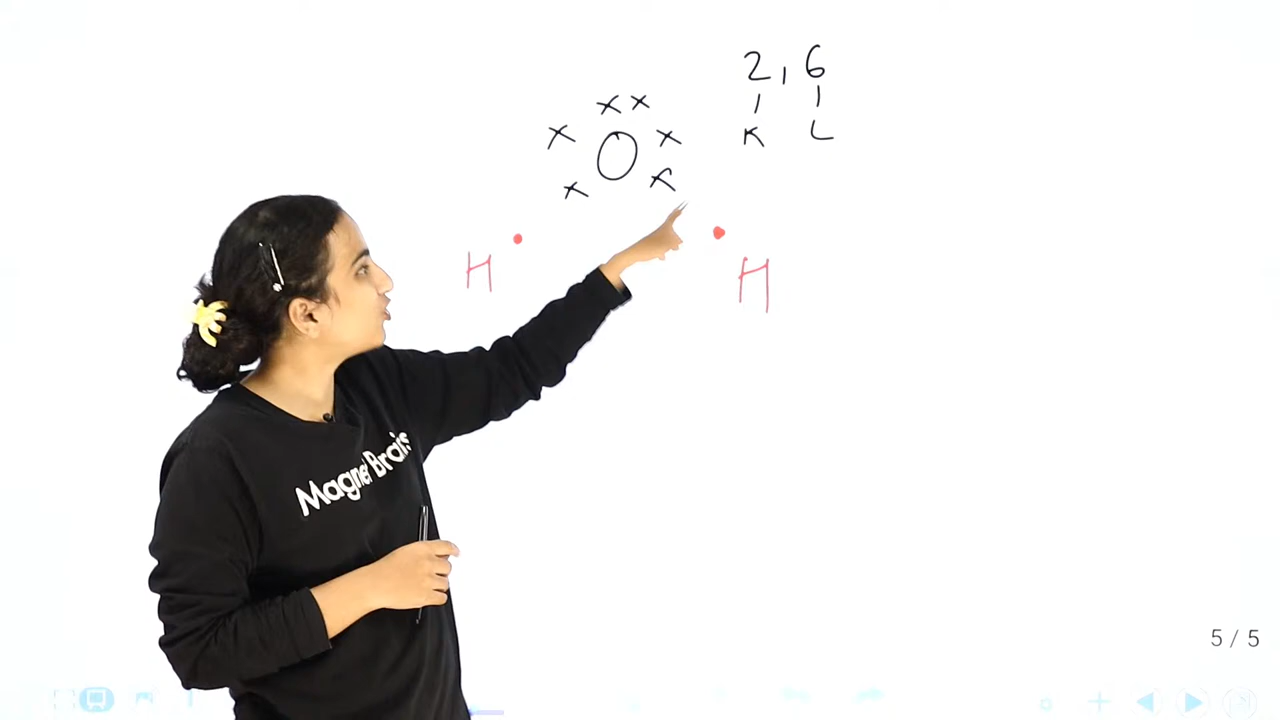 2, 6
K L
x x
x O x
x x
H • • H
Magnet Brains
5 / 5